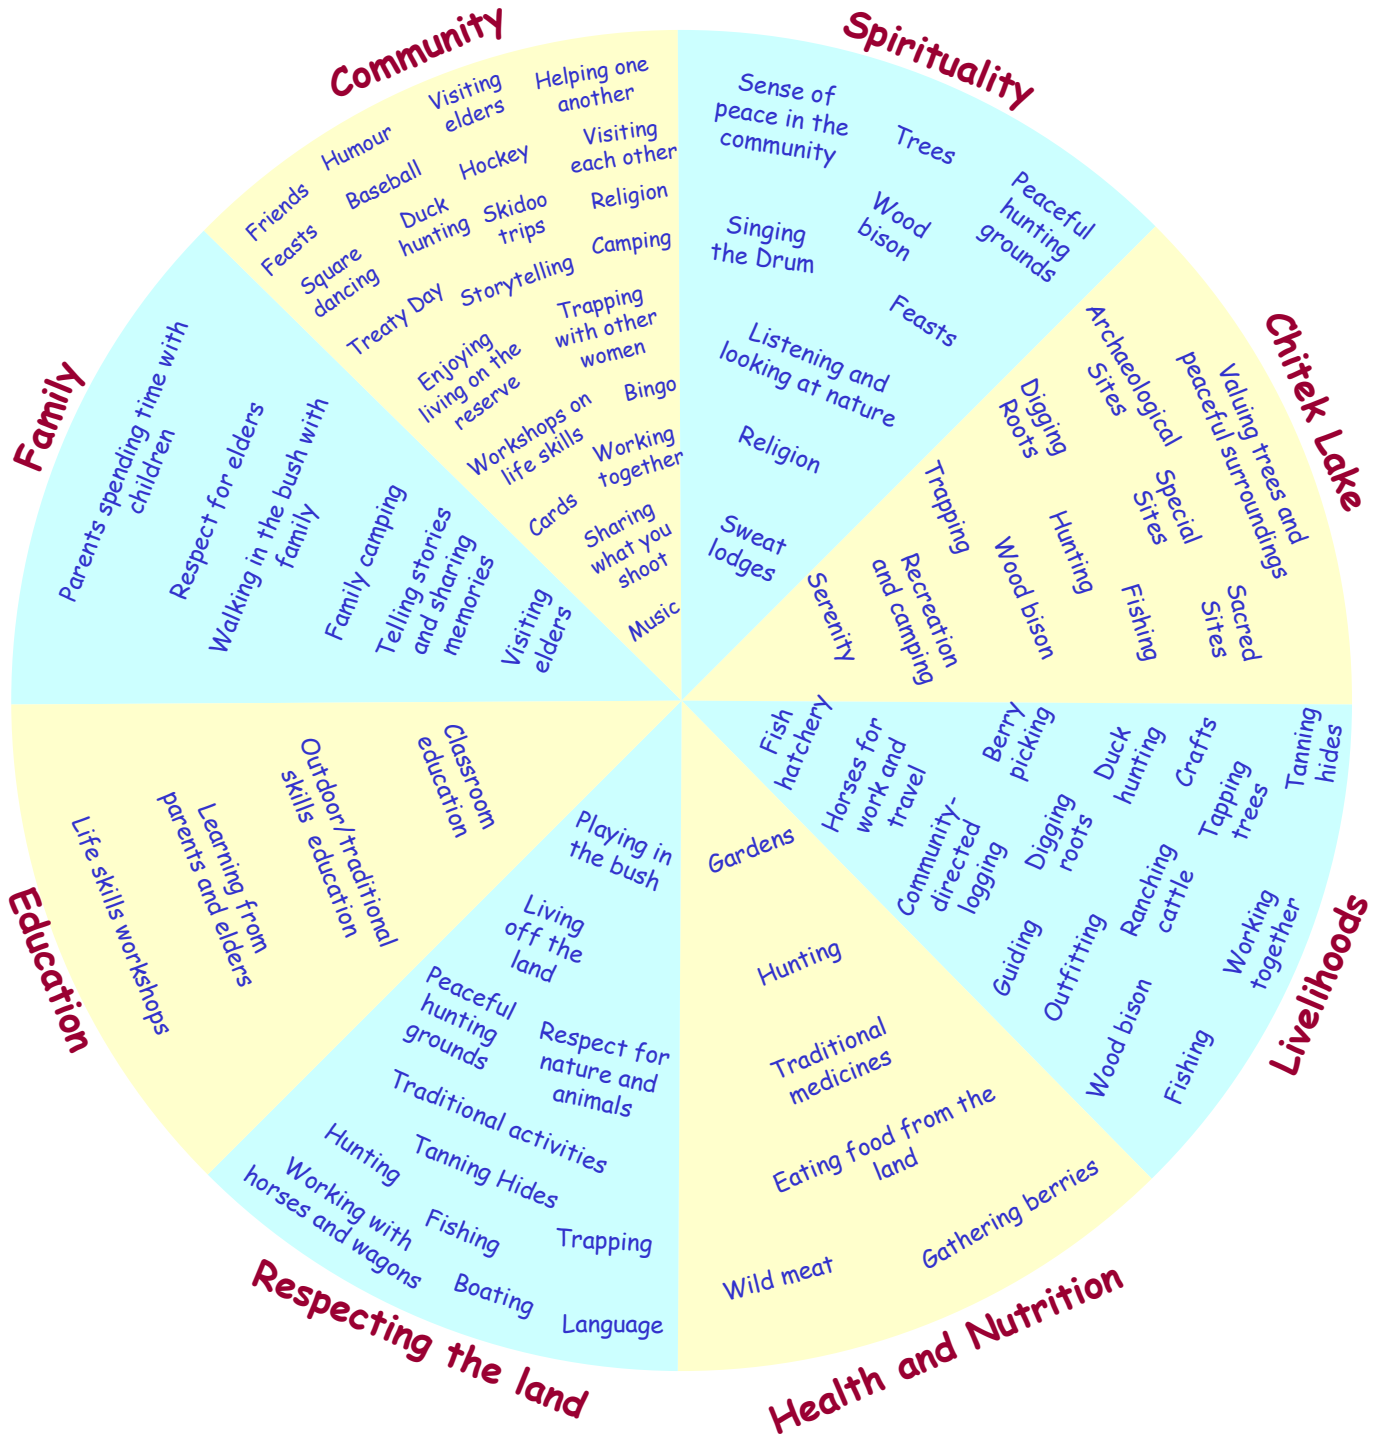 Community
Helping one
another
Visiting
elders
Visiting
each other
Humour
Hockey
Baseball
Friends
Religion
Duck
hunting
Skidoo
trips
Feasts
Square
dancing
Camping
Storytelling
Treaty Day
Trapping
with other
women
Enjoying
living on the
reserve
Bingo
Workshops on
life skills
Working
together
Cards
Sharing
what you
shoot
Music
Spirituality
Sense of
peace in the
community
Trees
Peaceful
hunting
grounds
Wood
bison
Singing
the Drum
Feasts
Listening and
looking at nature
Religion
Sweat
lodges
Chitek Lake
Valuing trees and
peaceful surroundings
Archaeological
Sites
Digging
Roots
Special
Sites
Trapping
Hunting
Wood bison
Sacred
Sites
Fishing
Recreation
and camping
Serenity
Livelihoods
Fish
hatchery
Horses for
work and
travel
Berry
picking
Duck
hunting
Crafts
Tanning
hides
Tapping
trees
Digging
roots
Community-
directed
logging
Ranching
cattle
Guiding
Outfitting
Working
together
Wood bison
Fishing
Health and Nutrition
Gardens
Hunting
Traditional
medicines
Eating food from the
land
Gathering berries
Wild meat
Respecting the land
Playing in
the bush
Living
off the
land
Peaceful
hunting
grounds
Respect for
nature and
animals
Traditional activities
Hunting
Tanning Hides
Working with
horses and wagons
Fishing
Trapping
Boating
Language
Education
Classroom
education
Outdoor/traditional
skills education
Learning from
parents and elders
Life skills workshops
Family
Parents spending time with
children
Respect for elders
Walking in the bush with
family
Family camping
Telling stories
and sharing
memories
Visiting
elders